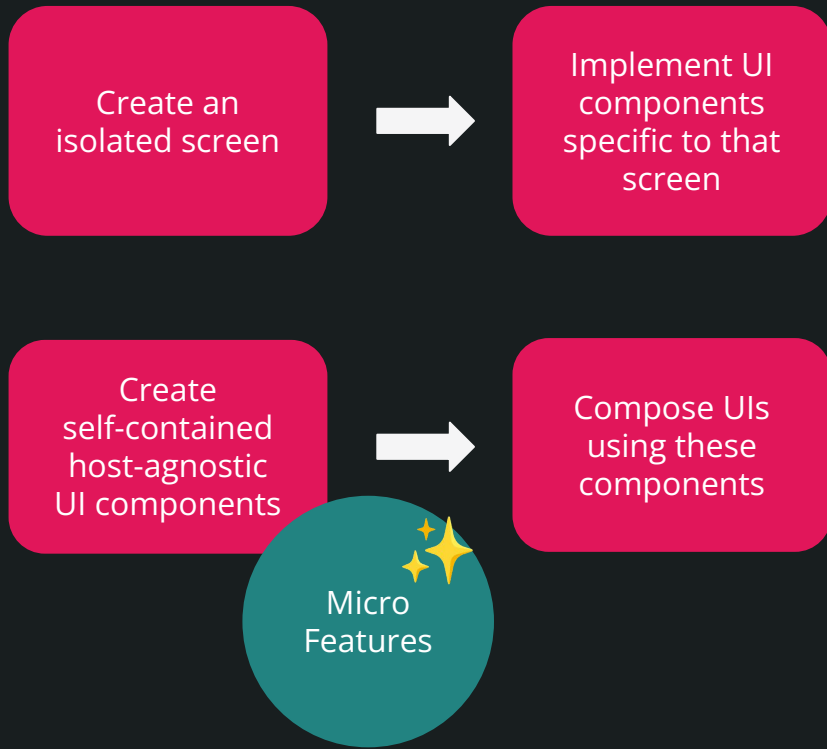 Create an
isolated screen
Implement UI
components
specific to that
screen
Create
self-contained
host-agnostic
UI components
Compose UIs
using these
components
Micro
Features